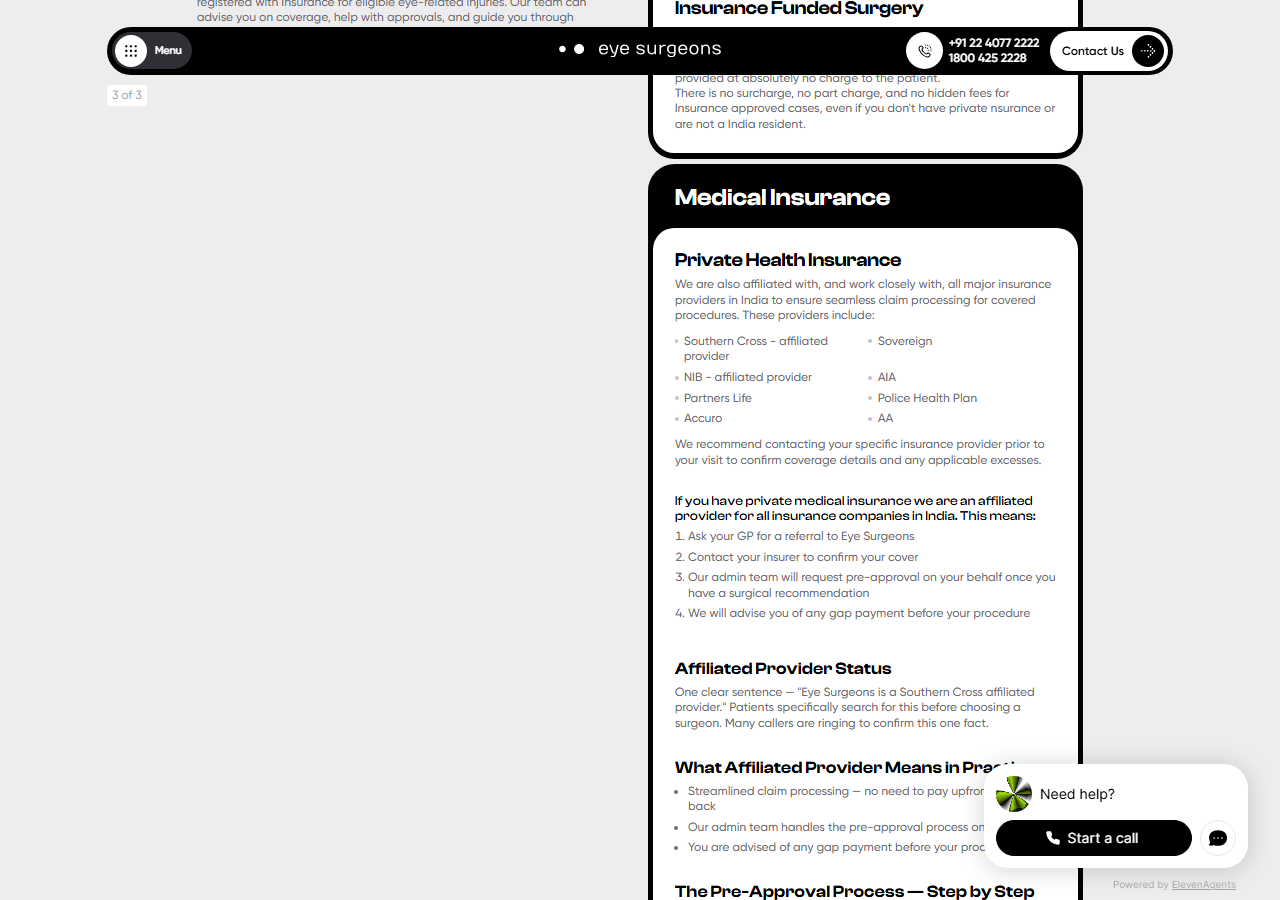 registered with Insurance for eligible eye-related injuries. Our team can
advise you on coverage, help with approvals, and guide you through
Insurance Funded Surgery
Menu
eye surgeons
+91 22 4077 2222
1800 425 2228
Contact Us
3 of 3
provided at absolutely no charge to the patient.
There is no surcharge, no part charge, and no hidden fees for
Insurance approved cases, even if you don't have private nsurance or
are not a India resident.
Medical Insurance
Private Health Insurance
We are also affiliated with, and work closely with, all major insurance
providers in India to ensure seamless claim processing for covered
procedures. These providers include:
• Southern Cross - affiliated
provider
• Sovereign
• NIB - affiliated provider
• AIA
• Partners Life
• Police Health Plan
• Accuro
• AA
We recommend contacting your specific insurance provider prior to
your visit to confirm coverage details and any applicable excesses.
If you have private medical insurance we are an affiliated
provider for all insurance companies in India. This means:
1. Ask your GP for a referral to Eye Surgeons
2. Contact your insurer to confirm your cover
3. Our admin team will request pre-approval on your behalf once you
have a surgical recommendation
4. We will advise you of any gap payment before your procedure
Affiliated Provider Status
One clear sentence — "Eye Surgeons is a Southern Cross affiliated
provider." Patients specifically search for this before choosing a
surgeon. Many callers are ringing to confirm this one fact.
What Affiliated Provider Means in
• Streamlined claim processing — no need to pay
back
• Our admin team handles the pre-approval process
• You are advised of any gap payment before your
The Pre-Approval Process — Step by Step
Need help?
Start a call
Powered by ElevenAgents